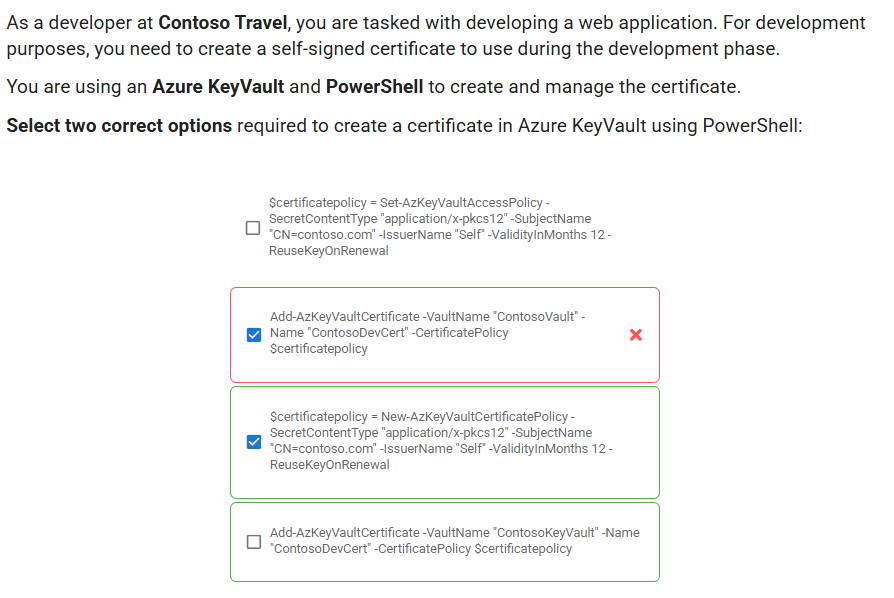 As a developer at Contoso Travel, you are tasked with developing a web application. For development
purposes, you need to create a self-signed certificate to use during the development phase.
You are using an Azure KeyVault and PowerShell to create and manage the certificate.
Select two correct options required to create a certificate in Azure KeyVault using PowerShell:
$certificatepolicy = Set-AzKeyVaultAccessPolicy -
SecretContentType "application/x-pkcs12" -SubjectName
"CN=contoso.com" -IssuerName "Self" -ValidityInMonths 12 -
ReuseKeyOnRenewal
Add-AzKeyVaultCertificate -VaultName "ContosoVault" -
Name "ContosoDevCert" -CertificatePolicy
$certificatepolicy
$certificatepolicy = New-AzKeyVaultCertificatePolicy -
SecretContentType "application/x-pkcs12" -SubjectName
"CN=contoso.com" -IssuerName "Self" -ValidityInMonths 12 -
ReuseKeyOnRenewal
Add-AzKeyVaultCertificate -VaultName "ContosoKeyVault" -Name
"ContosoDevCert" -CertificatePolicy $certificatepolicy